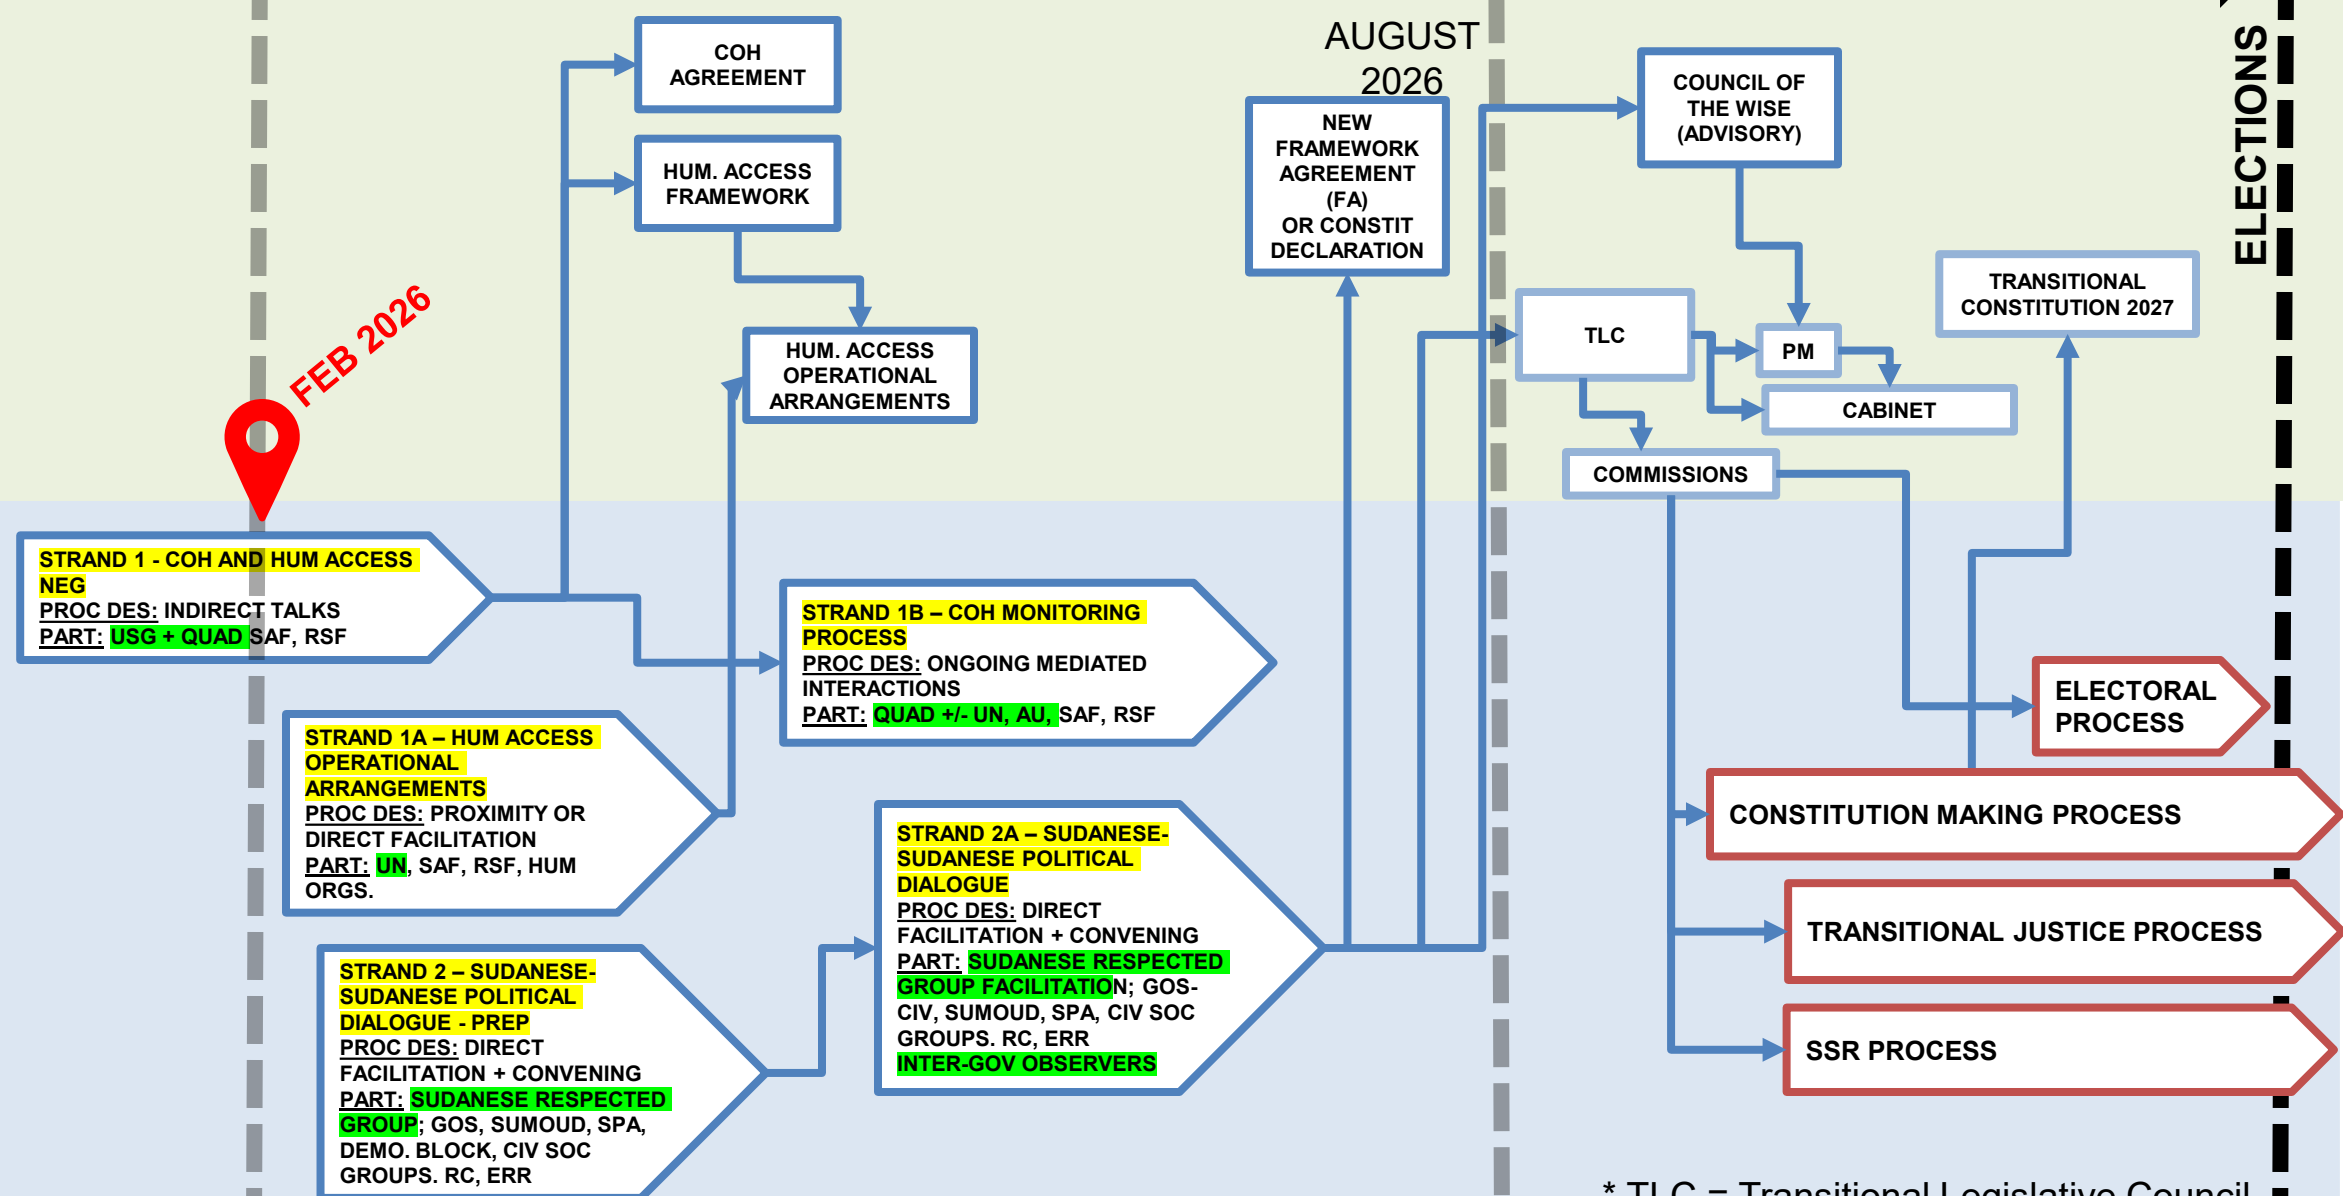 COH
AGREEMENT
HUM. ACCESS
FRAMEWORK
HUM. ACCESS
OPERATIONAL
ARRANGEMENTS
FEB 2026
AUGUST
2026
NEW
FRAMEWORK
AGREEMENT
(FA)
OR CONSTIT
DECLARATION
COUNCIL OF
THE WISE
(ADVISORY)
ELECTIONS
TRANSITIONAL
CONSTITUTION 2027
TLC
PM
CABINET
COMMISSIONS
STRAND 1 - COH AND HUM ACCESS
NEG
PROC DES: INDIRECT TALKS
PART: USG + QUAD SAF, RSF
STRAND 1B – COH MONITORING
PROCESS
PROC DES: ONGOING MEDIATED
INTERACTIONS
PART: QUAD +/- UN, AU, SAF, RSF
STRAND 1A – HUM ACCESS
OPERATIONAL
ARRANGEMENTS
PROC DES: PROXIMITY OR
DIRECT FACILITATION
PART: UN, SAF, RSF, HUM
ORGS.
STRAND 2A – SUDANESE-
SUDANESE POLITICAL
DIALOGUE
PROC DES: DIRECT
FACILITATION + CONVENING
PART: SUDANESE RESPECTED
GROUP FACILITATION; GOS-
CIV, SUMOUD, SPA, CIV SOC
GROUPS. RC, ERR
INTER-GOV OBSERVERS
STRAND 2 – SUDANESE-
SUDANESE POLITICAL
DIALOGUE - PREP
PROC DES: DIRECT
FACILITATION + CONVENING
PART: SUDANESE RESPECTED
GROUP; GOS, SUMOUD, SPA,
DEMO. BLOCK, CIV SOC
GROUPS. RC, ERR
ELECTORAL
PROCESS
CONSTITUTION MAKING PROCESS
TRANSITIONAL JUSTICE PROCESS
SSR PROCESS
* TLC = Transitional Legislative Council